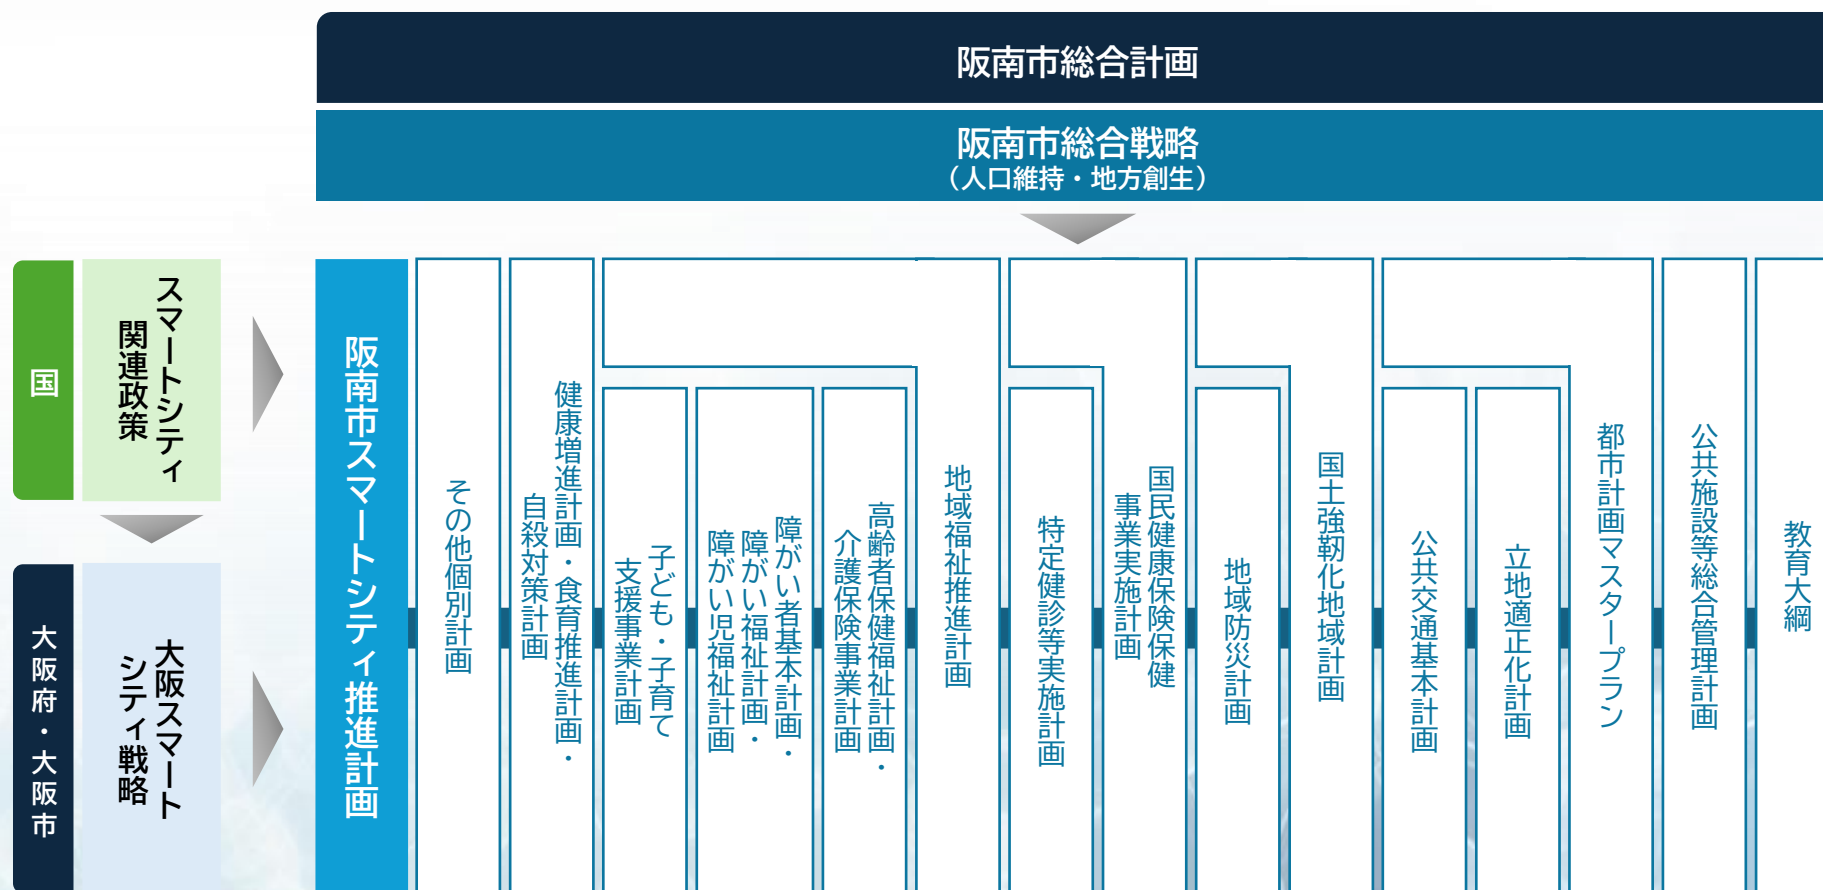 阪南市総合計画
阪南市総合戦略
（人口維持・地方創生）
国
スマートシティ
関連政策
大阪府・大阪市
大阪スマート
シティ戦略
阪南市スマートシティ推進計画
その他個別計画
健康増進計画・食育推進計画・
自殺対策計画
子ども・子育て
支援事業計画
障がい者基本計画・
障がい福祉計画・
障がい児福祉計画
高齢者保健福祉計画・
介護保険事業計画
地域福祉推進計画
特定健診等実施計画
国民健康保険保健
事業実施計画
地域防災計画
国土強靭化地域計画
公共交通基本計画
立地適正化計画
都市計画マスタープラン
公共施設等総合管理計画
教育大綱